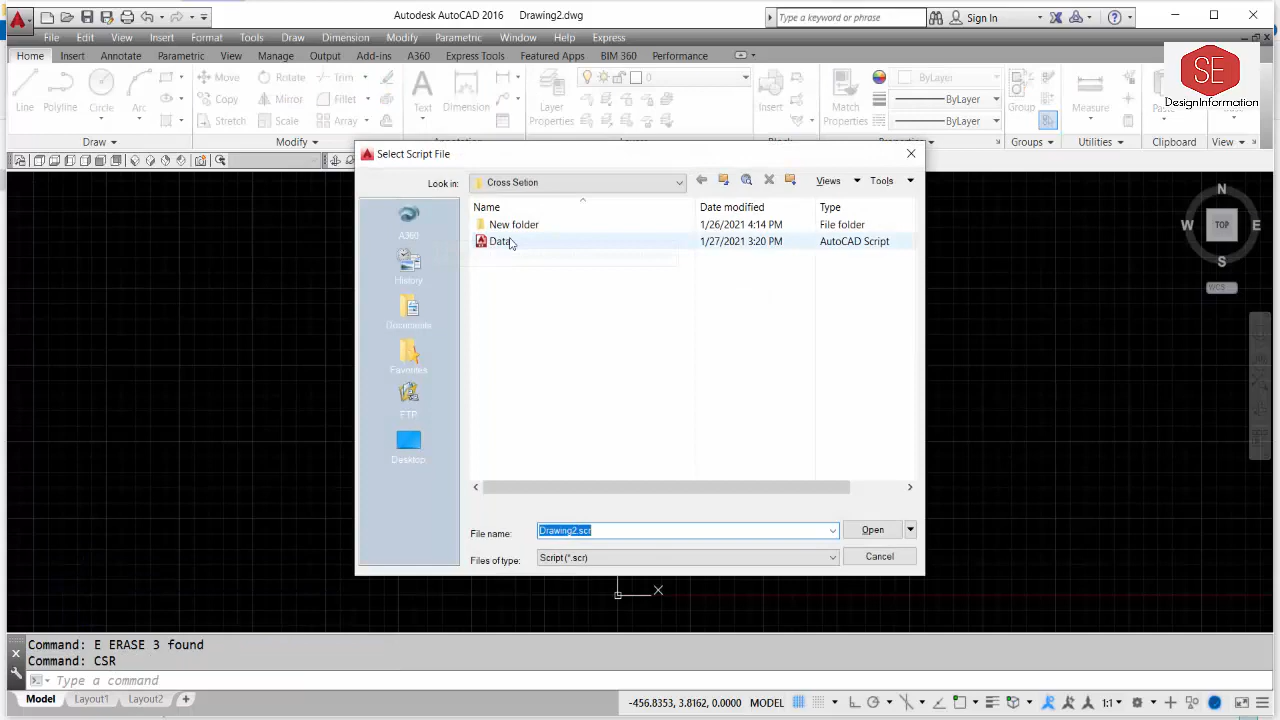 Autodesk AutoCAD 2016 Drawing2.dwg
Type a keyword or phrase
Sign In
File Edit View Insert Format Tools Draw Dimension Modify Parametric Window Help Express
Home Insert Annotate Parametric View Manage Output Add-ins A360 Express Tools Featured Apps BIM 360 Performance
SE
DesignInformation
Line Polyline Circle Arc
Move Rotate Trim
Copy Mirror Fillet
Stretch Scale Array
Text Dimension
Layer
Properties
0
Insert
Match
Properties
ByLayer
ByLayer
ByLayer
Group
Measure
Paste
Draw Modify Properties Groups Utilities Clipboard View
Select Script File
Look in: Cross Setion
Views Tools
Name Date modified Type
New folder 1/26/2021 4:14 PM File folder
Data 1/27/2021 3:20 PM AutoCAD Script
A360
History
Documents
Favorites
FTP
Desktop
File name: Drawing2.scr
Open
Files of type: Script (*.scr)
Cancel
N
W TOP E
S
WCS
X
Command: E ERASE 3 found
Command: CSR
Type a command
Model Layout1 Layout2 +
-456.8353, 3.8162, 0.0000 MODEL
1:1